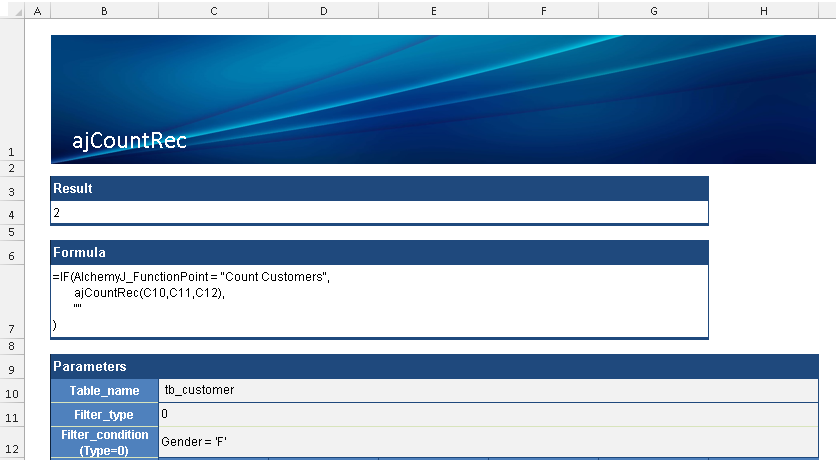 A B C D E F G H
1
ajCountRec
2
3 Result
4 2
5
6 Formula
=IF(AlchemyJ_FunctionPoint = "Count Customers",
ajCountRec(C10,C11,C12),
""
7 )
8
9 Parameters
10 Table_name tb_customer
11 Filter_type 0
Filter_condition
12 (Type=0) Gender = 'F'